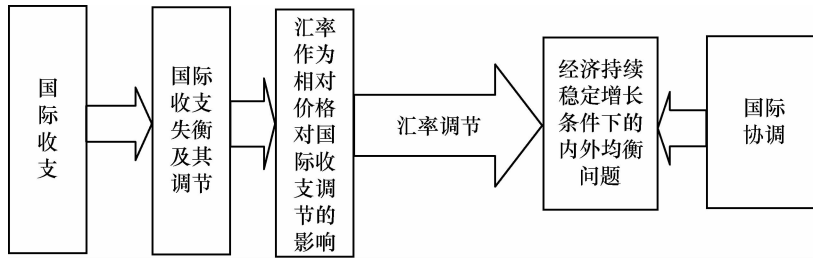 国
际
收
支
国际
收支
失衡
及其
调节
汇率
作为
相对
价格
对国
际收
支调
节的
影响
汇率调节
经济持续
稳定增长
条件下的
内外均衡
问题
国际
协调